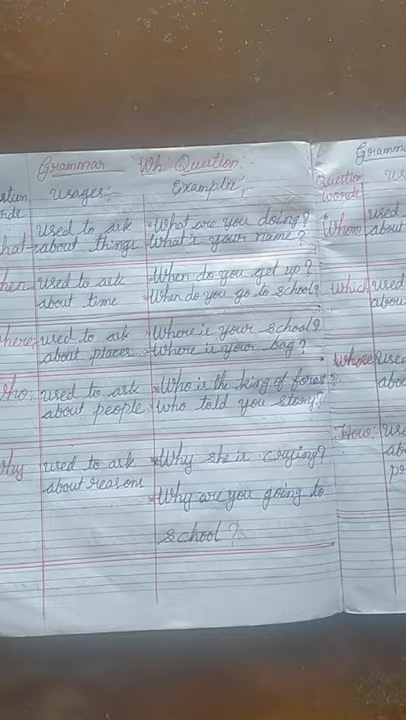 Grammar Wh Question:
Usages:- Example:-
What used to ask about things
What are you doing?
What's your name?
When used to ask about time
When do you get up?
When do you go to school?
Where used to ask about places
Where is your school?
Where is your bag?
Who: used to ask about people
Who is the king of forest?
Who told you story?
Why used to ask about reasons
Why she is crying?
Why are you going to
school?
Grammar
Question
words
Whom used
about
Which used
about
Whose used
about
How: